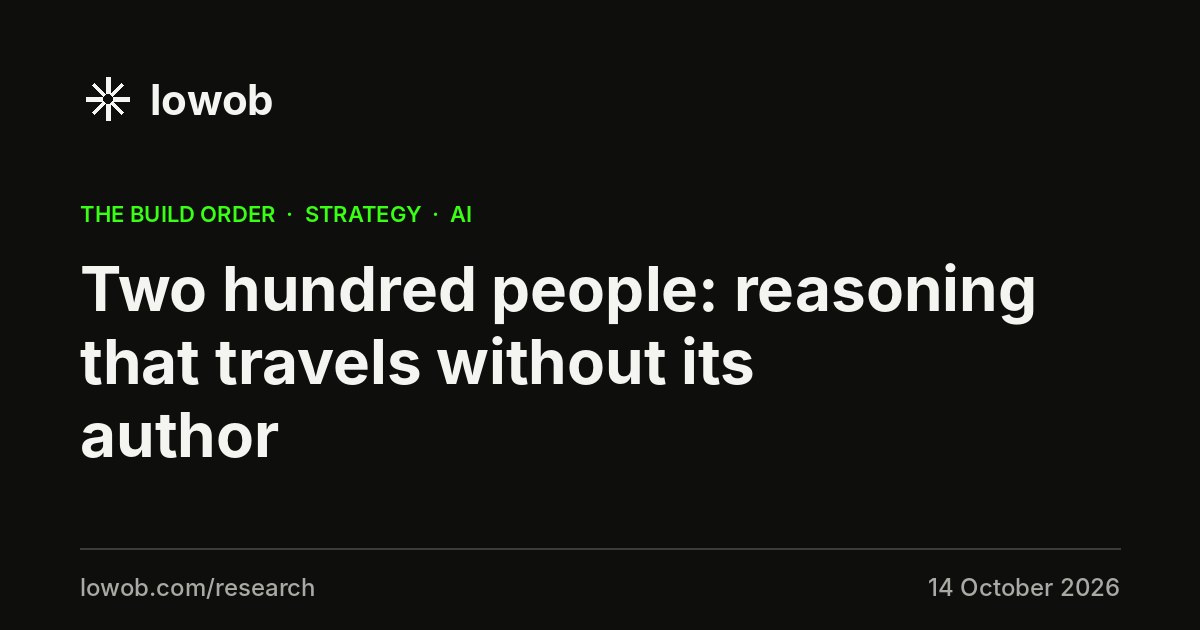 lowob
THE BUILD ORDER · STRATEGY · AI
Two hundred people: reasoning
that travels without its
author
lowob.com/research
14 October 2026